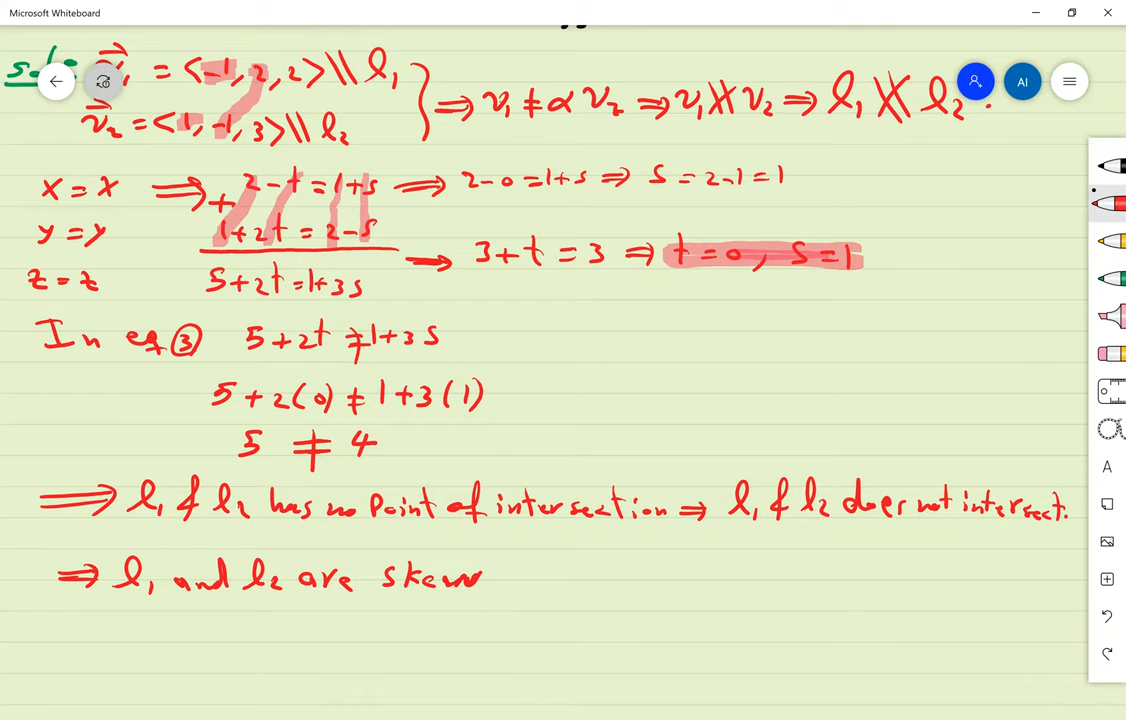 Microsoft Whiteboard
= <-1, 2, 2> \\ l₁
v₂ = <1, -1, 3> \\ l₂
⇒ v₁ ≠ α v₂ ⇒ v₁ ∦ v₂ ⇒ l₁ ∦ l₂.
AI
x = x ⇒ 2 - t = 1 + s ⇒ 2 - 0 = 1 + s ⇒ s = 2 - 1 = 1
+
y = y 1 + 2t = 2 - s
→ 3 + t = 3 ⇒ t = 0, s = 1
z = z 5 + 2t = 1 + 3s
In eq ③ 5 + 2t ≠ 1 + 3s
5 + 2(0) ≠ 1 + 3(1)
5 ≠ 4
⇒ l₁ & l₂ has no point of intersection ⇒ l₁ & l₂ does not intersect.
⇒ l₁ and l₂ are skew
A